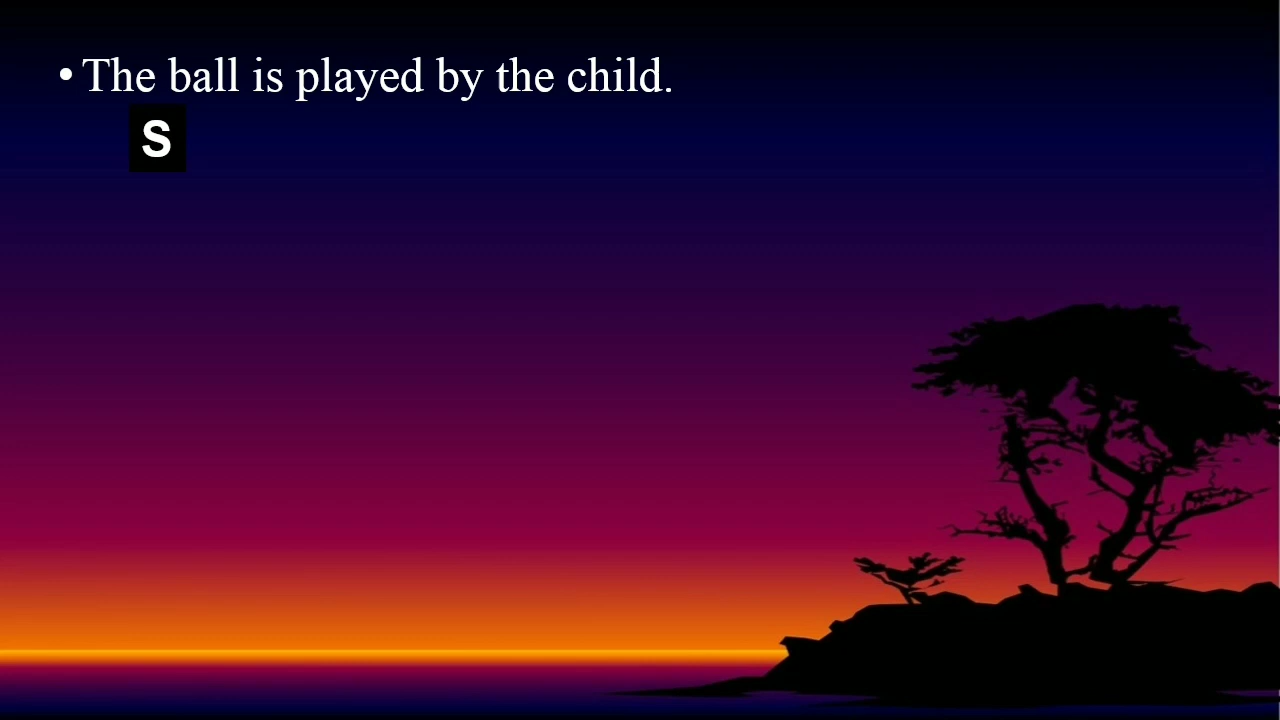 • The ball is played by the child.
S